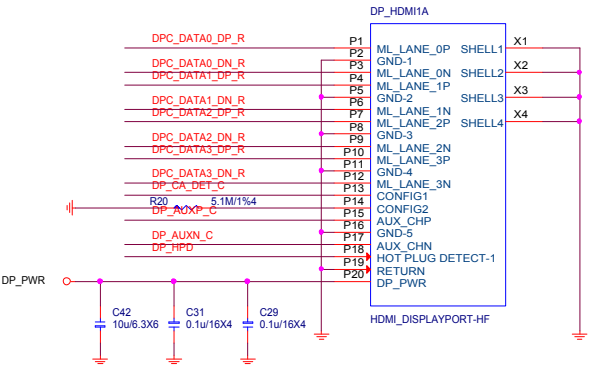 DP_HDMI1A
DPC_DATA0_DP_R P1 ML_LANE_0P SHELL1 X1
P2 GND-1
DPC_DATA0_DN_R P3 ML_LANE_0N SHELL2 X2
DPC_DATA1_DP_R P4 ML_LANE_1P
P5 GND-2 SHELL3 X3
DPC_DATA1_DN_R P6 ML_LANE_1N
DPC_DATA2_DP_R P7 ML_LANE_2P SHELL4 X4
P8 GND-3
DPC_DATA2_DN_R P9 ML_LANE_2N
DPC_DATA3_DP_R P10 ML_LANE_3P
P11 GND-4
DPC_DATA3_DN_R P12 ML_LANE_3N
DP_CA_DET_C P13 CONFIG1
R20 5.1M/1%4 P14 CONFIG2
DP_AUXP_C P15 AUX_CHP
P16 GND-5
DP_AUXN_C P17 AUX_CHN
DP_HPD P18 HOT PLUG DETECT-1
P19 RETURN
DP_PWR P20 DP_PWR
C42 C31 C29 HDMI_DISPLAYPORT-HF
10u/6.3X6 0.1u/16X4 0.1u/16X4